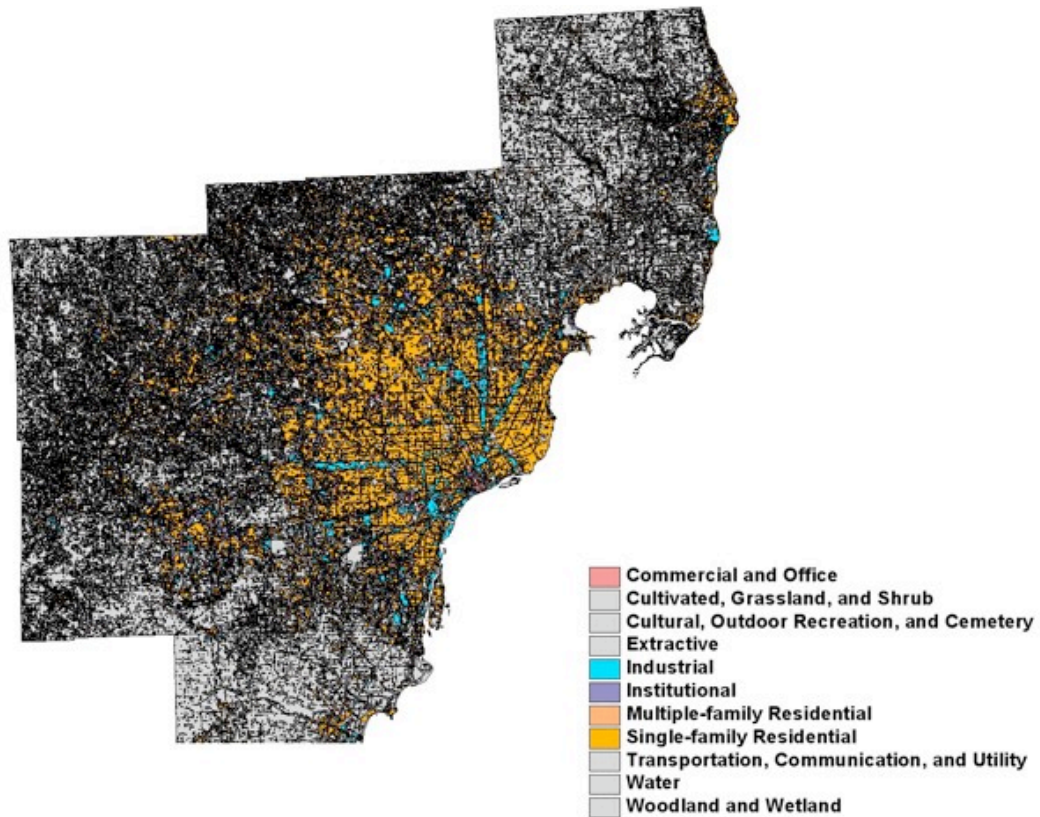 Commercial and Office
Cultivated, Grassland, and Shrub
Cultural, Outdoor Recreation, and Cemetery
Extractive
Industrial
Institutional
Multiple-family Residential
Single-family Residential
Transportation, Communication, and Utility
Water
Woodland and Wetland